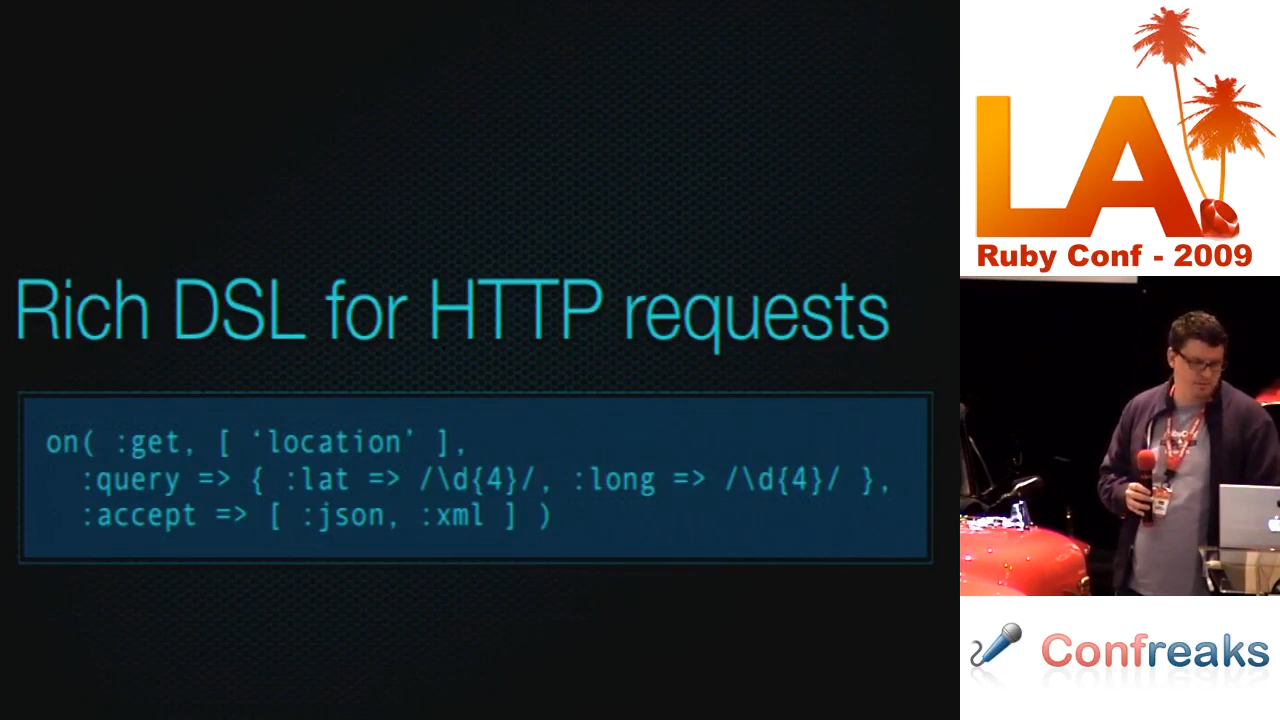 Rich DSL for HTTP requests
on( :get, [ ‘location’ ],
:query => { :lat => /\d{4}/, :long => /\d{4}/ },
:accept => [ :json, :xml ] )
LA
Ruby Conf - 2009
Confreaks